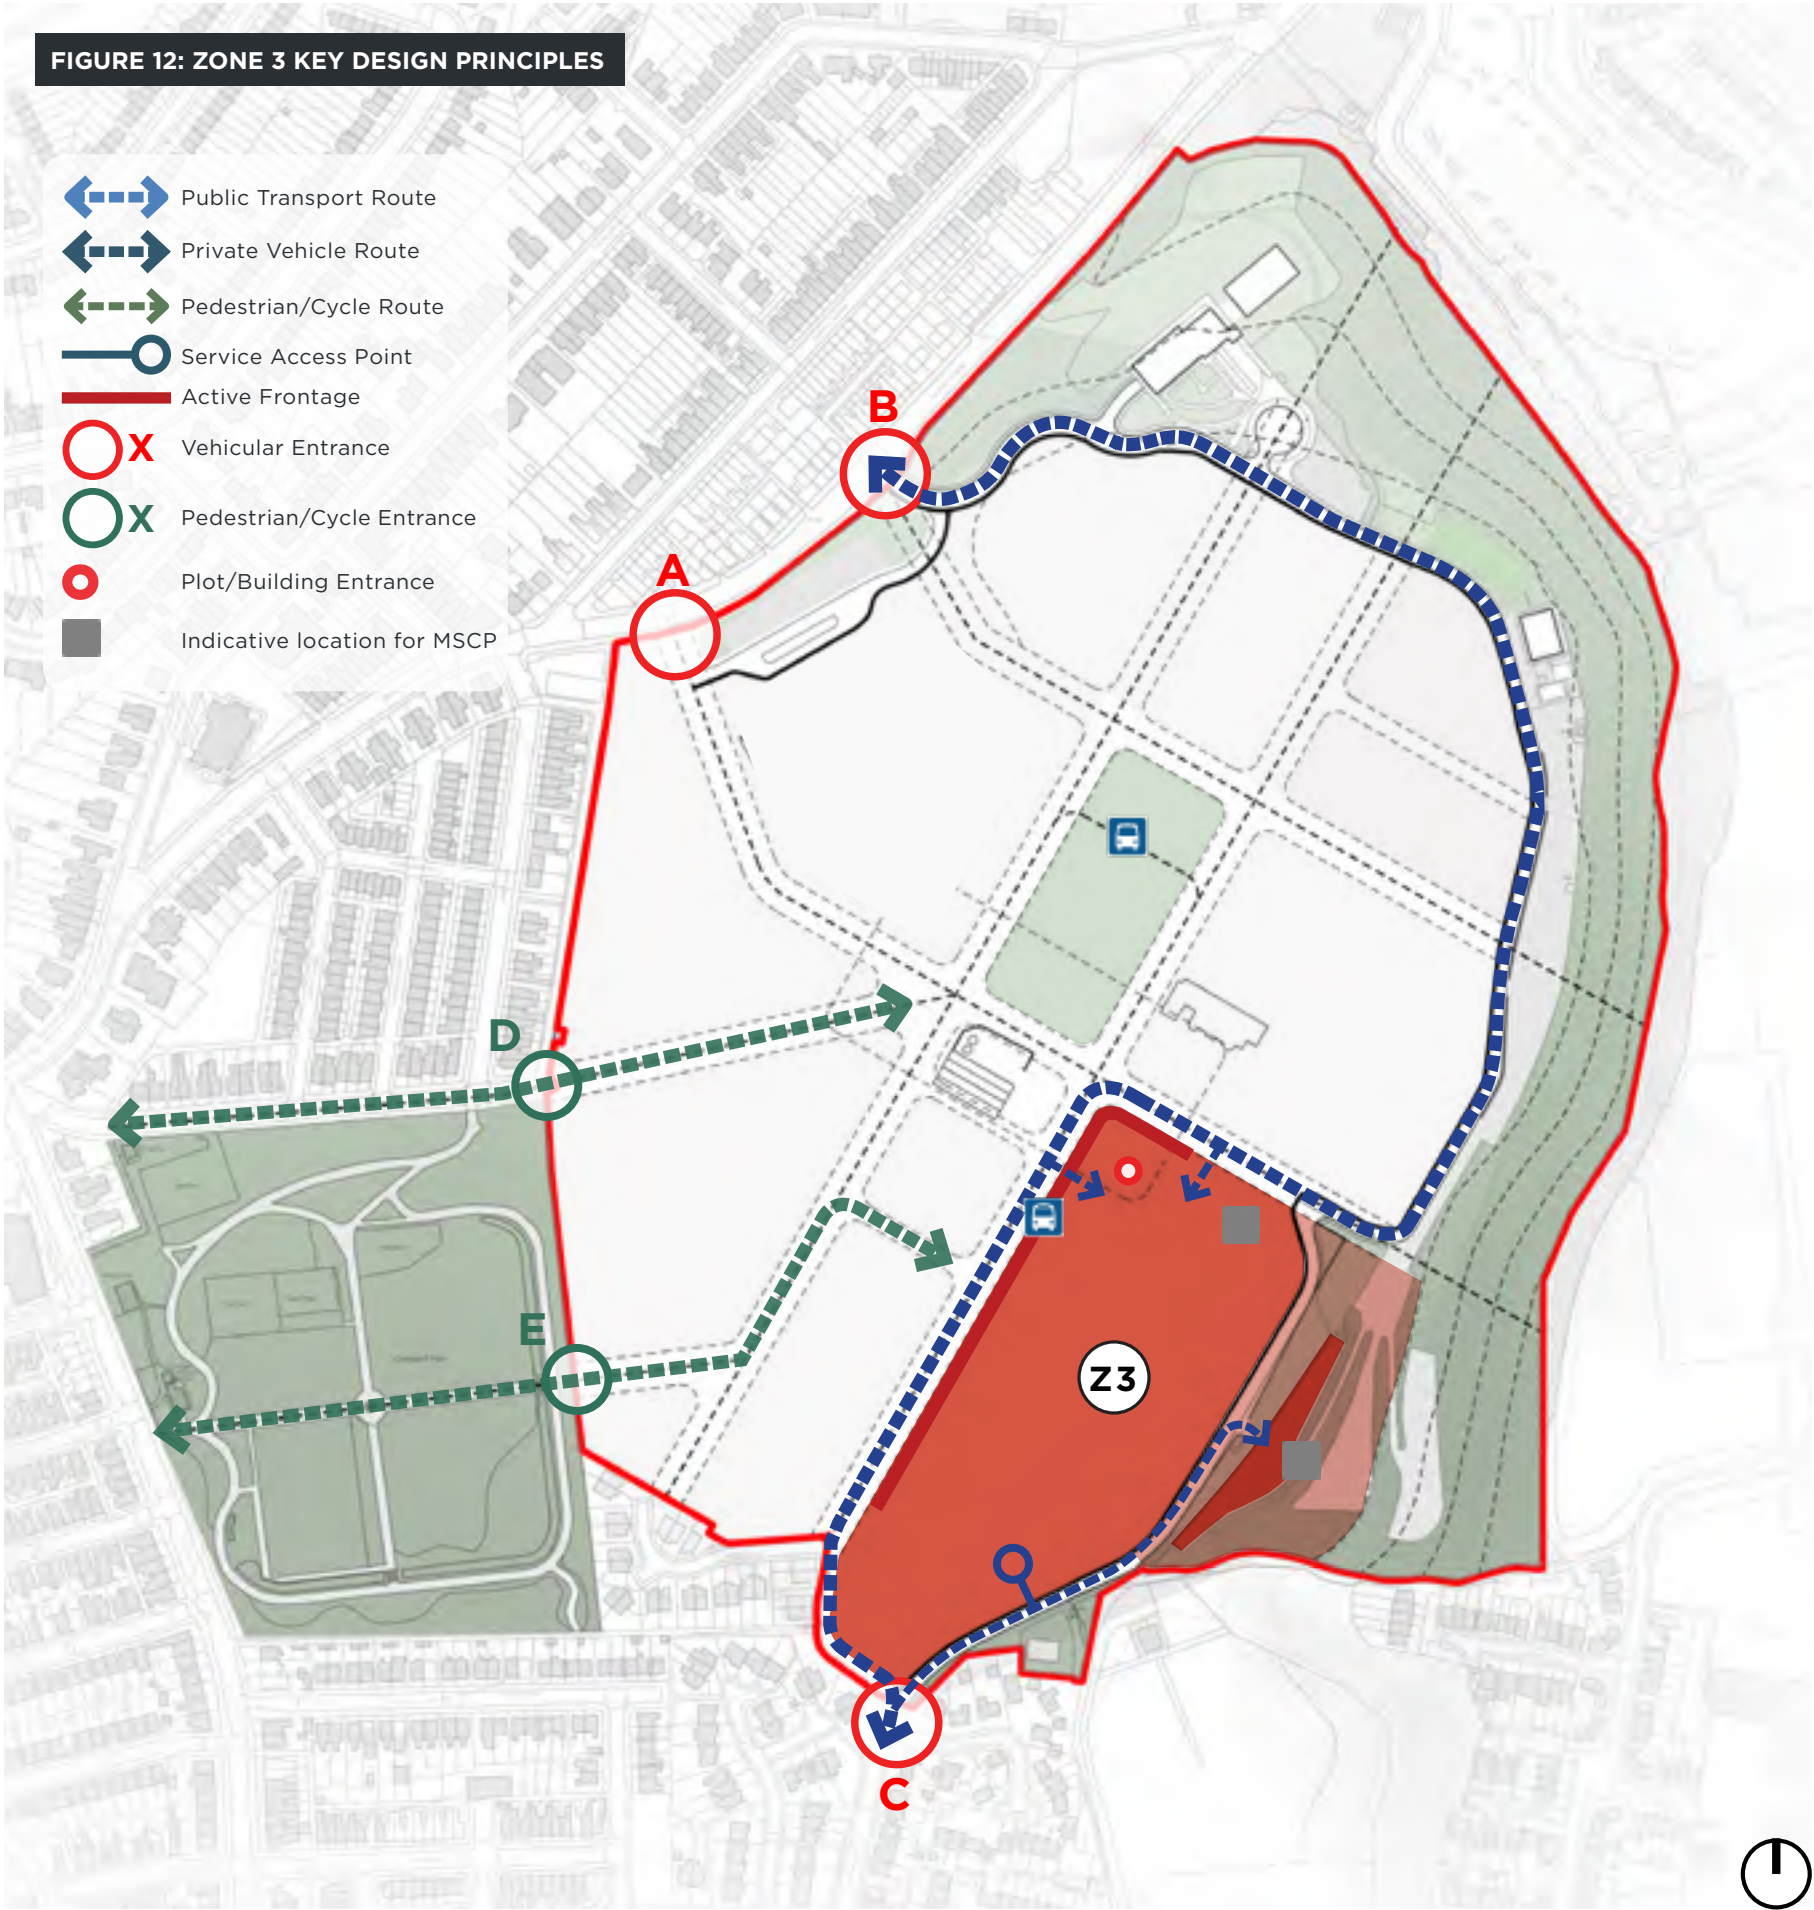 FIGURE 12: ZONE 3 KEY DESIGN PRINCIPLES
Public Transport Route
Private Vehicle Route
Pedestrian/Cycle Route
Service Access Point
Active Frontage
X Vehicular Entrance
X Pedestrian/Cycle Entrance
Plot/Building Entrance
Indicative location for MSCP
B
A
D
E
Z3
C